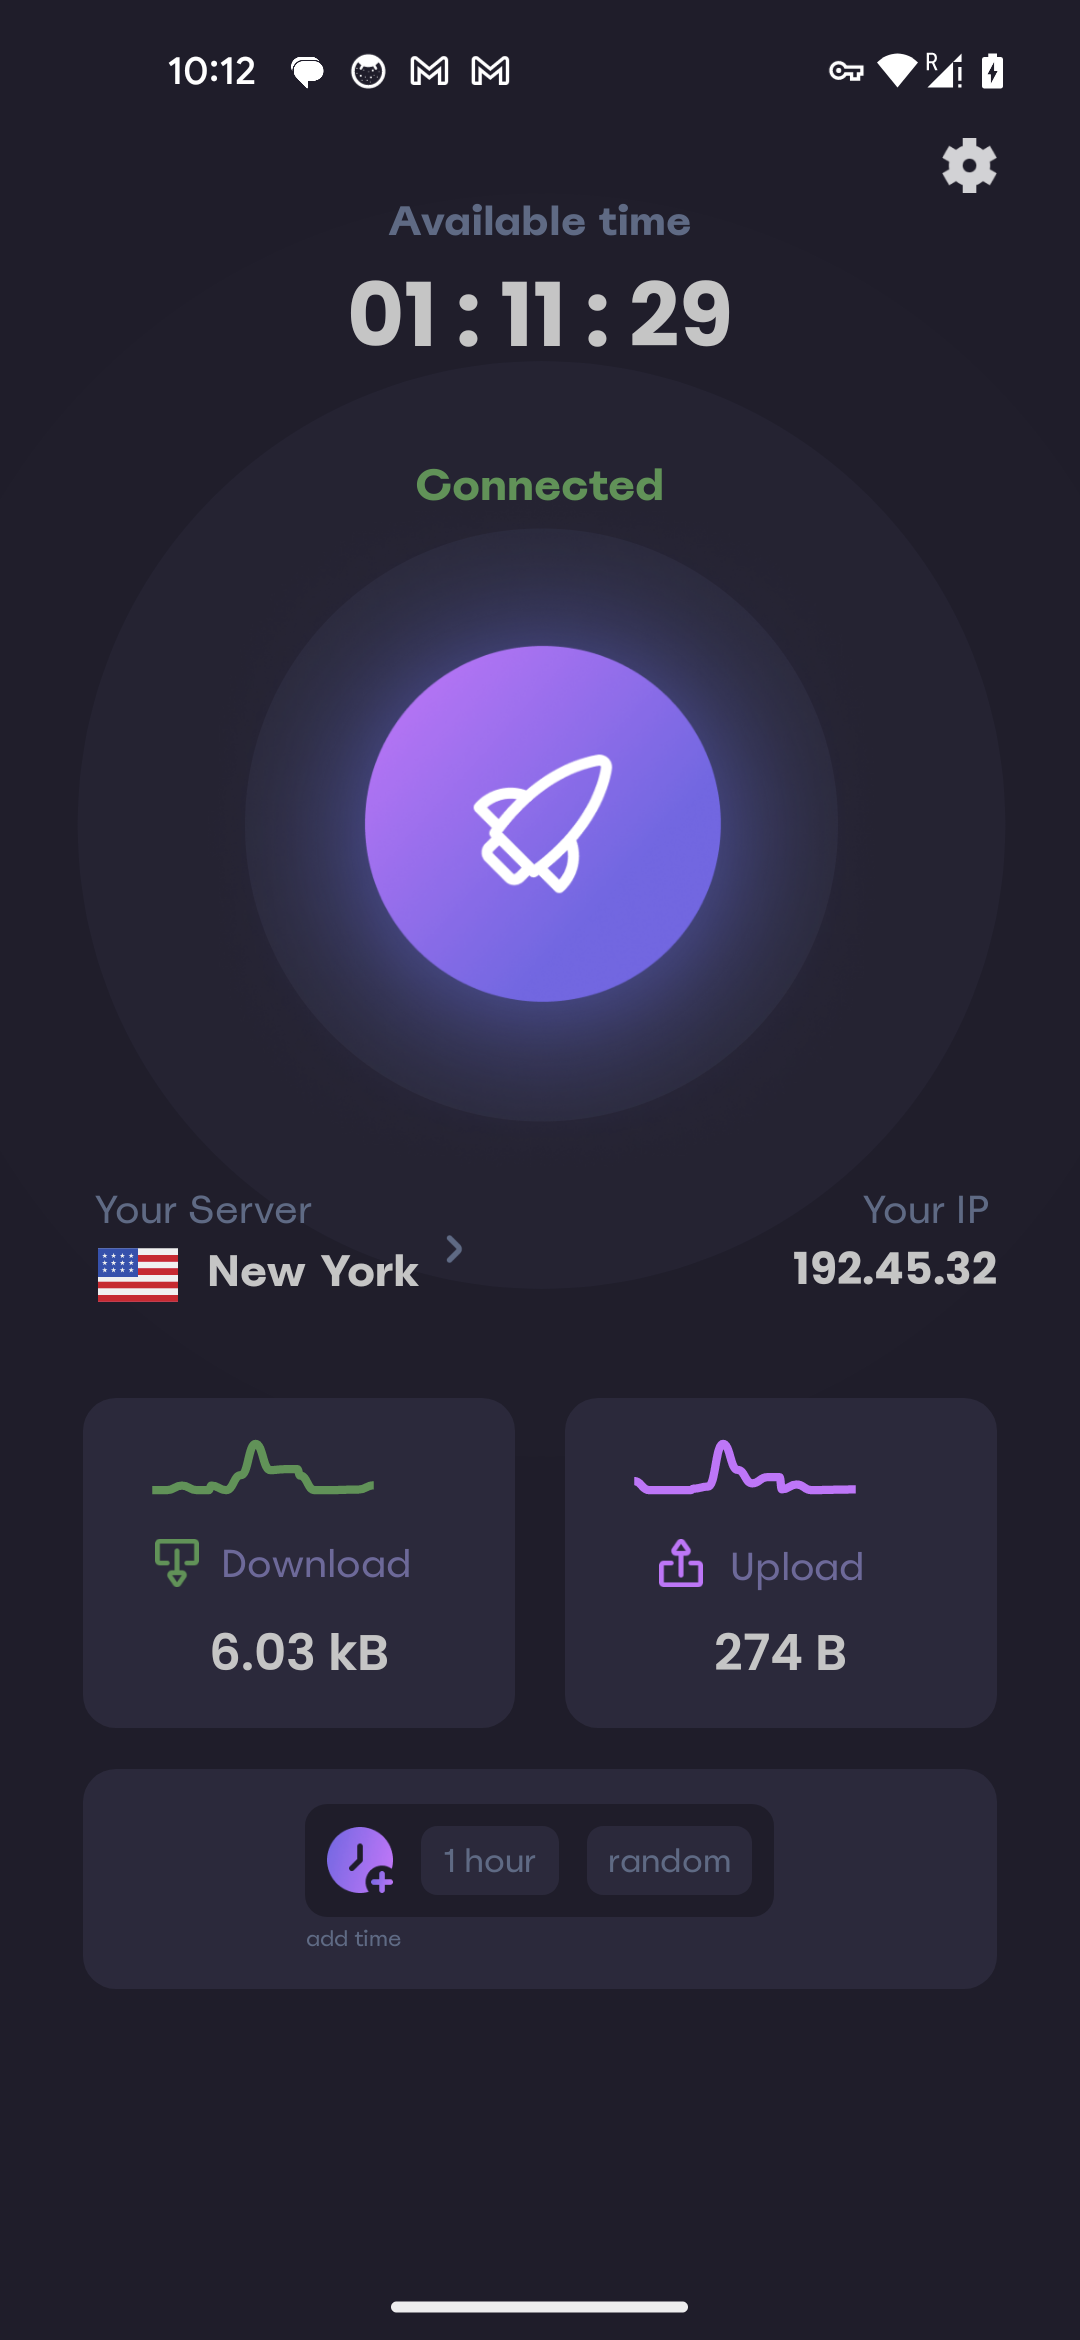 10:12
R
Available time
01 : 11 : 29
Connected
Your Server
Your IP
New York
192.45.32
Download
Upload
6.03 kB
274 B
1 hour
random
add time